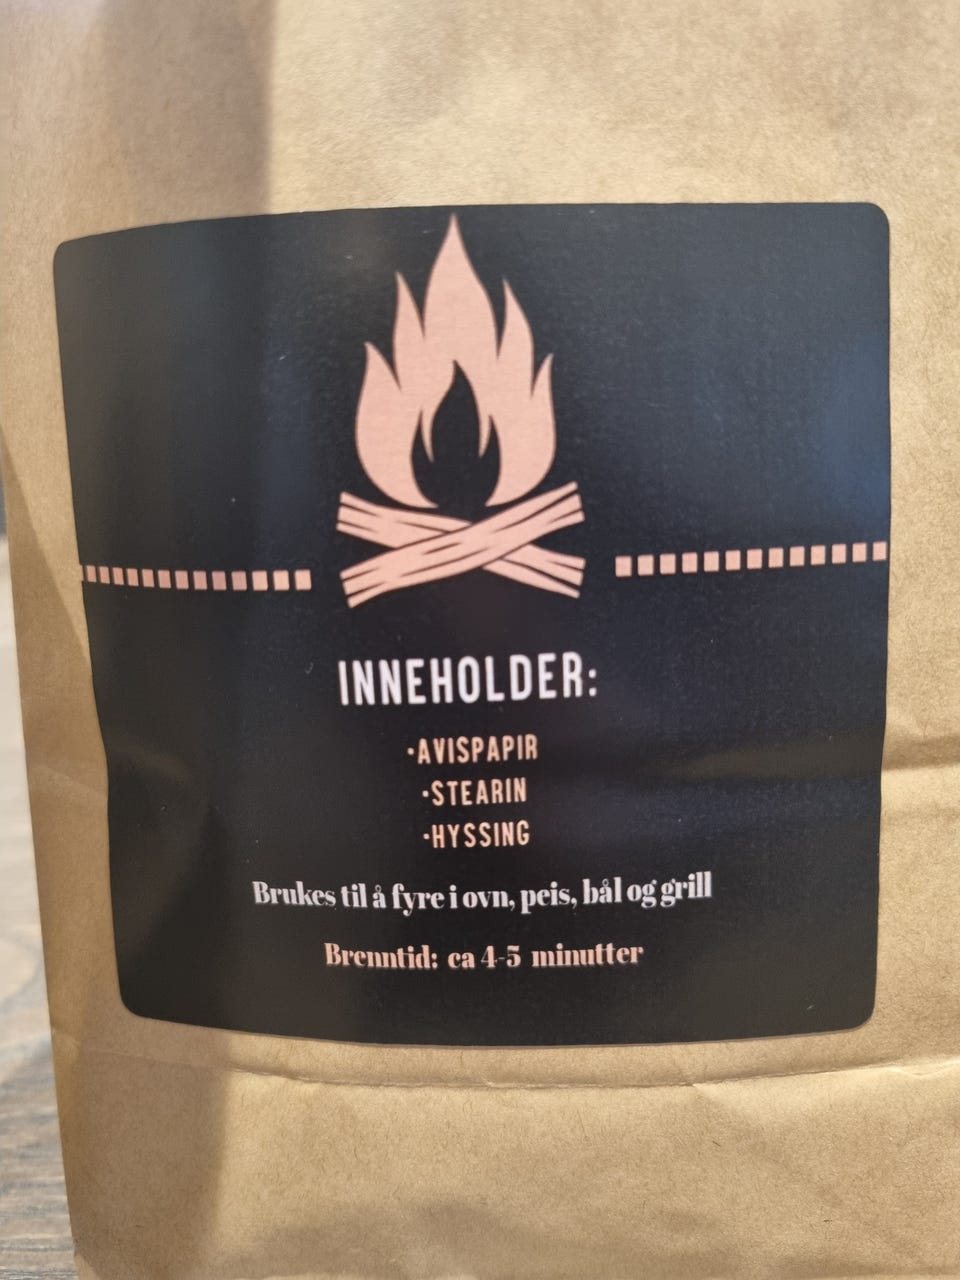 INNEHOLDER:
·AVISPAPIR
·STEARIN
·HYSSING
Brukes til å fyre i ovn, peis, bål og grill
Brenntid: ca 4-5 minutter